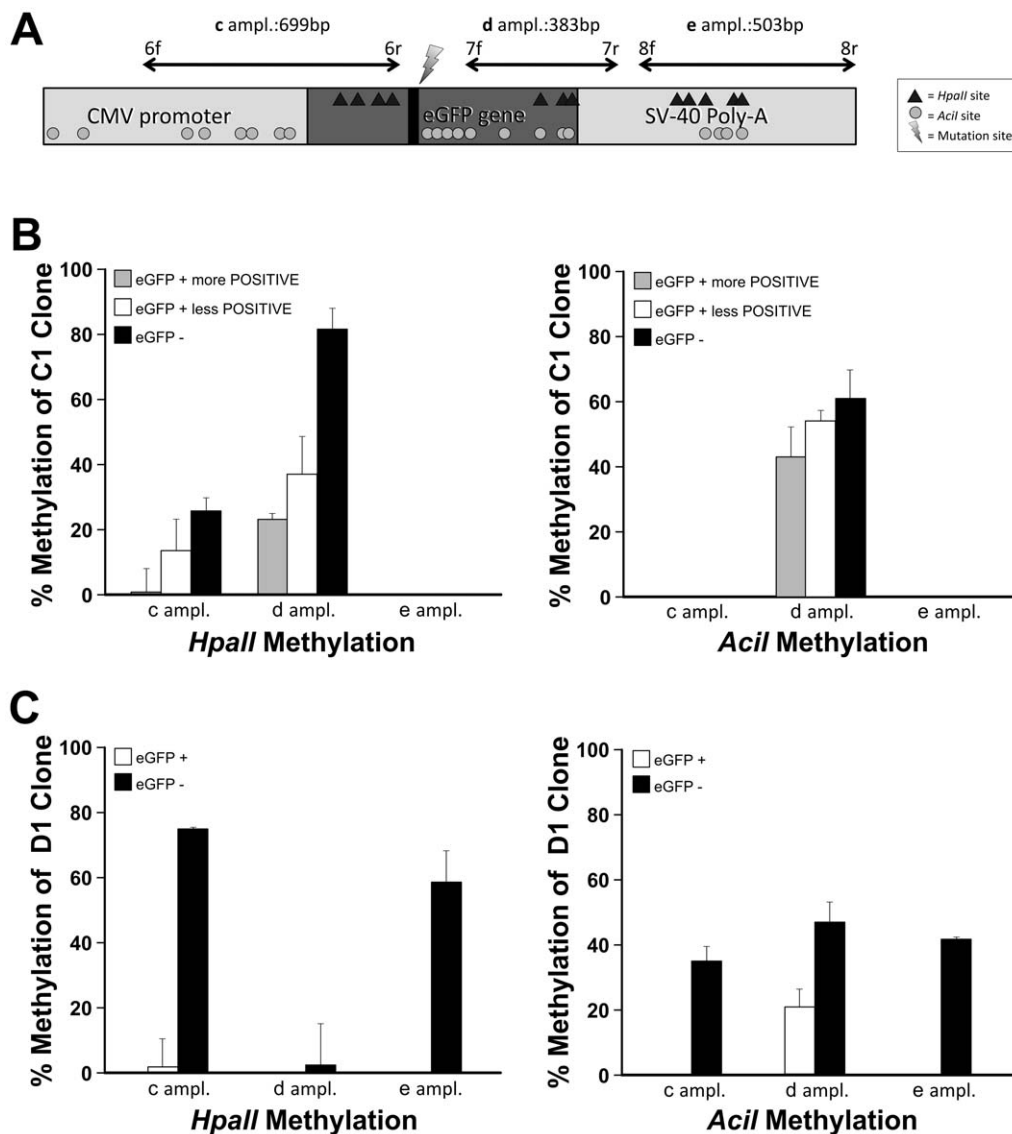 A
c ampl.:699bp
d ampl.:383bp
e ampl.:503bp
6f
6r
7f
7r
8f
8r
CMV promoter
eGFP gene
SV-40 Poly-A
= HpaII site
= AciI site
= Mutation site
B
% Methylation of C1 Clone
100
80
60
40
20
0
eGFP + more POSITIVE
eGFP + less POSITIVE
eGFP -
c ampl.
d ampl.
e ampl.
HpaII Methylation
% Methylation of C1 Clone
100
80
60
40
20
0
eGFP + more POSITIVE
eGFP + less POSITIVE
eGFP -
c ampl.
d ampl.
e ampl.
AciI Methylation
C
% Methylation of D1 Clone
100
80
60
40
20
0
eGFP +
eGFP -
c ampl.
d ampl.
e ampl.
HpaII Methylation
% Methylation of D1 Clone
100
80
60
40
20
0
eGFP +
eGFP -
c ampl.
d ampl.
e ampl.
AciI Methylation